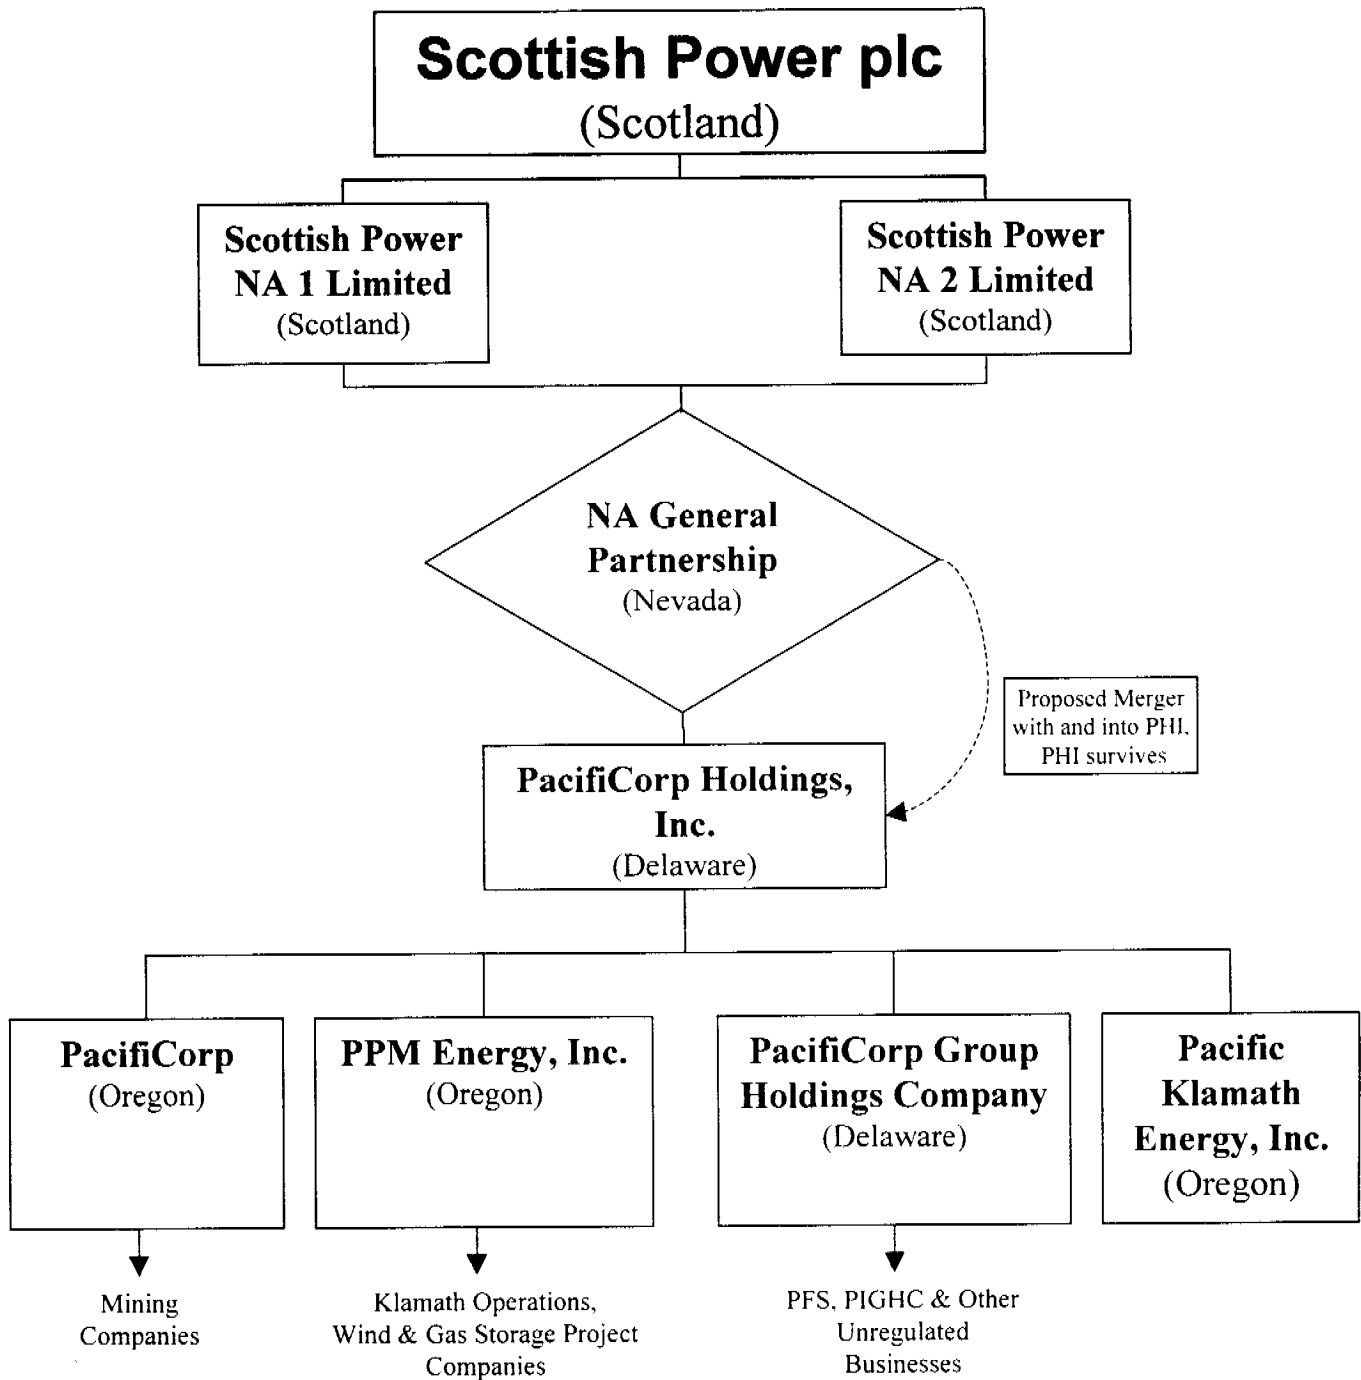 Scottish Power plc
(Scotland)
Scottish Power
NA 1 Limited
(Scotland)
Scottish Power
NA 2 Limited
(Scotland)
NA General
Partnership
(Nevada)
Proposed Merger
with and into PHI.
PHI survives
PacifiCorp Holdings,
Inc.
(Delaware)
PacifiCorp
(Oregon)
PPM Energy, Inc.
(Oregon)
PacifiCorp Group
Holdings Company
(Delaware)
Pacific
Klamath
Energy, Inc.
(Oregon)
Mining
Companies
Klamath Operations,
Wind & Gas Storage Project
Companies
PFS, PIGHC & Other
Unregulated
Businesses